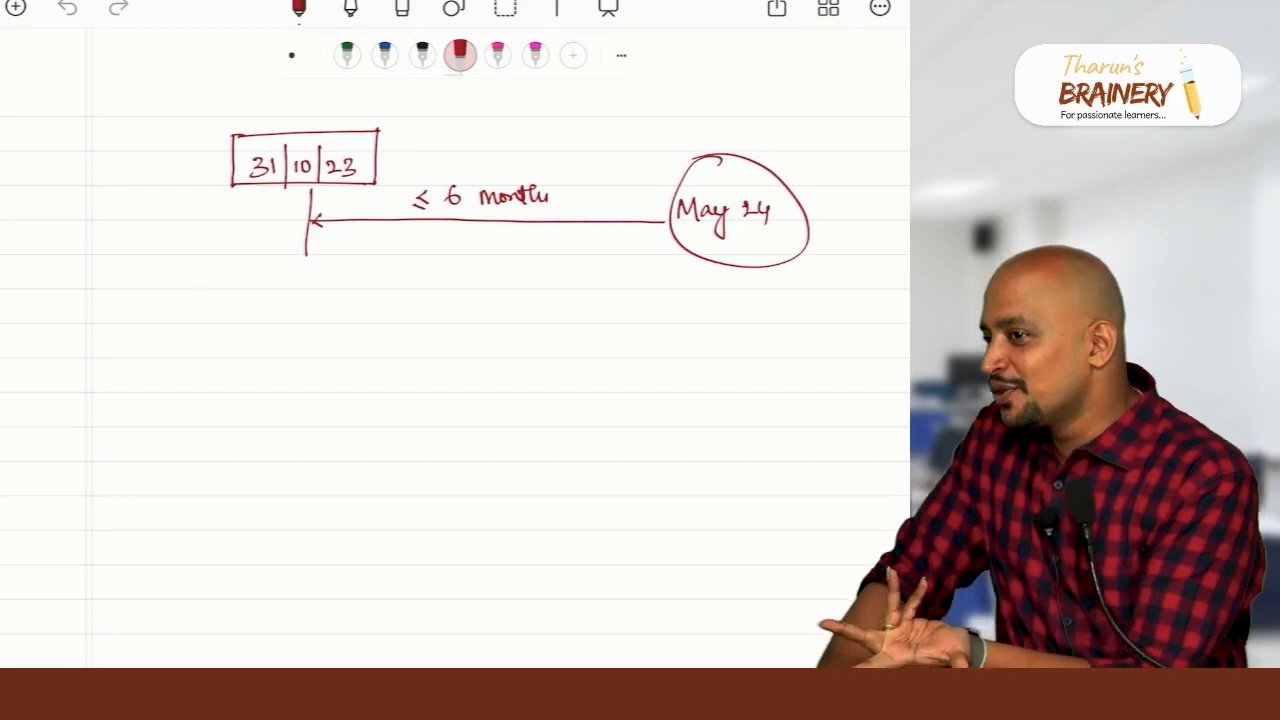 Tharun's
BRAINERY
For passionate learners...
31|10|23
≤ 6 months
May 24